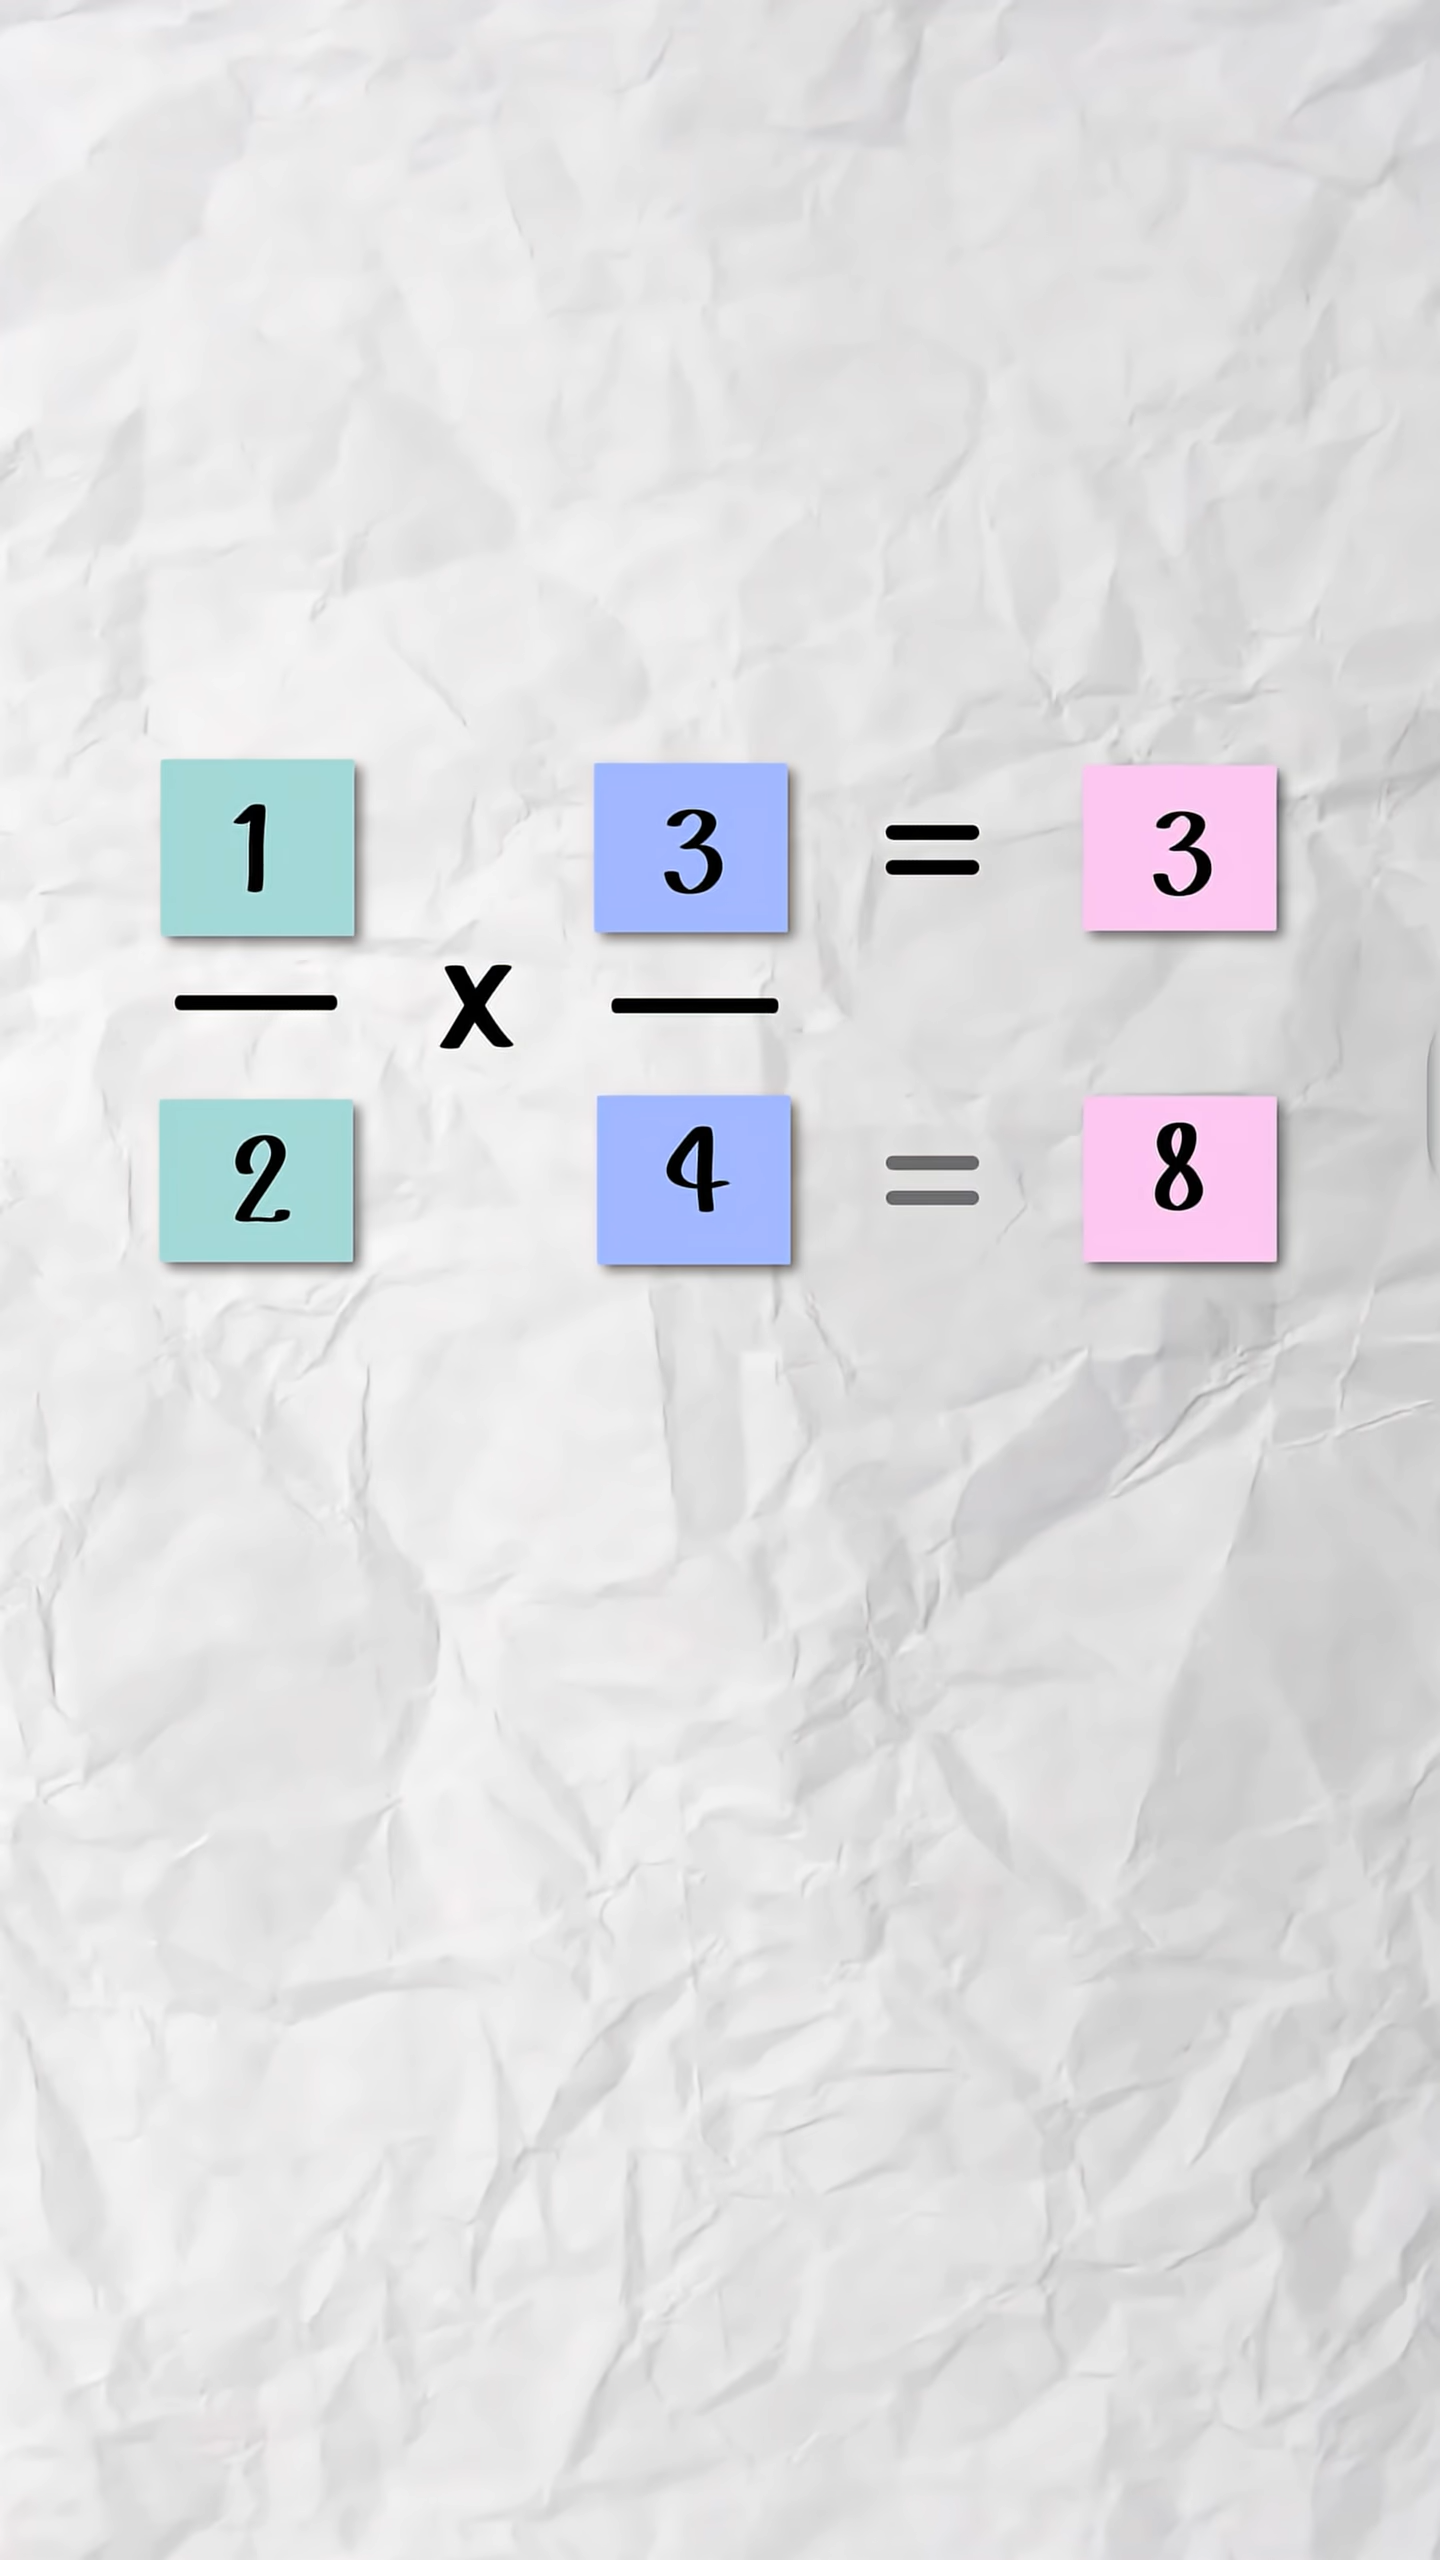 1 3 = 3
— x —
2 4 = 8